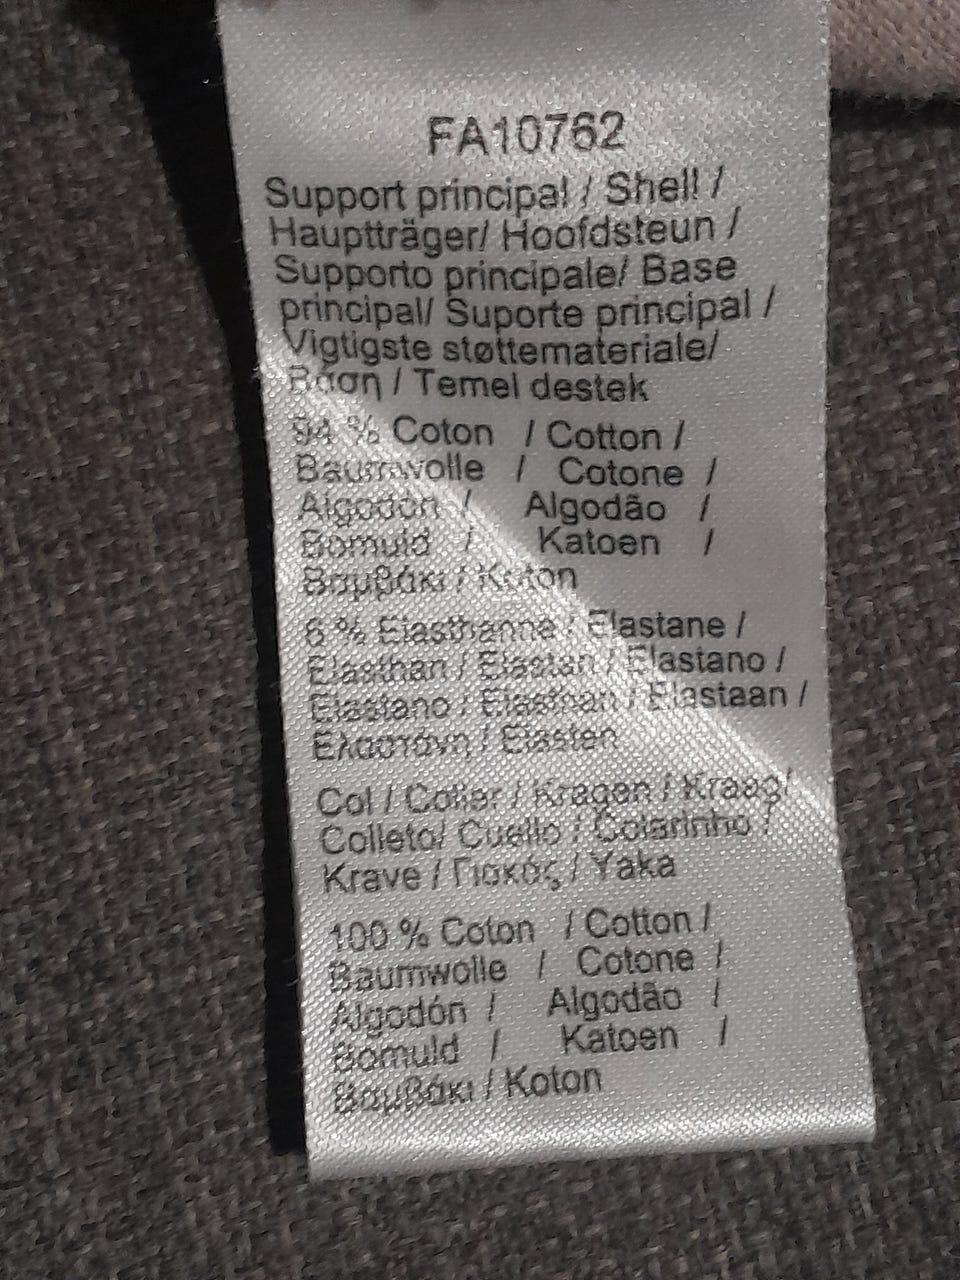 FA10762
Support principal / Shell /
Hauptträger/ Hoofdsteun /
Supporto principale/ Base
principal/ Suporte principal /
Vigtigste støttemateriale/
Βάση / Temel destek
94 % Coton / Cotton /
Baumwolle / Cotone /
Algodón / Algodão /
Bomuld / Katoen /
Βαμβάκι / Koton
6 % Elasthanne / Elastane /
Elasthan / Elastan / Elastano /
Elastano / Elasthan / Elastaan /
Ελαστάνη / Elasten
Col / Collar / Kragen / Kraag/
Colleto/ Cuello / Colarinho /
Krave / Γιακάς / Yaka
100 % Coton / Cotton /
Baumwolle / Cotone /
Algodón / Algodão /
Bomuld / Katoen /
Βαμβάκι / Koton